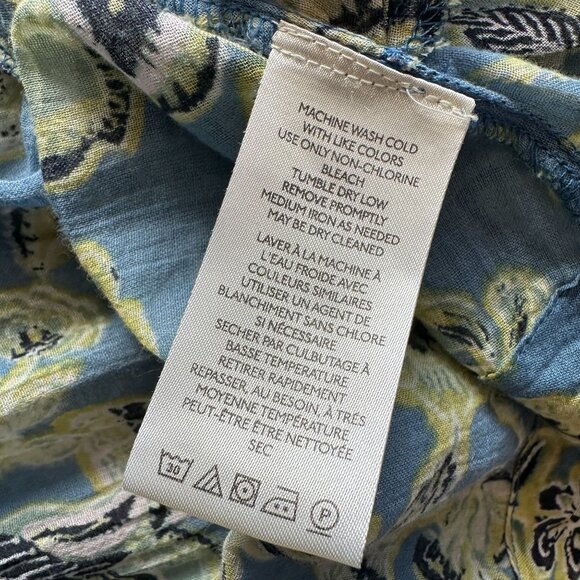 MACHINE WASH COLD
WITH LIKE COLORS
USE ONLY NON-CHLORINE
BLEACH
TUMBLE DRY LOW
REMOVE PROMPTLY
MEDIUM IRON AS NEEDED
MAY BE DRY CLEANED
LAVER À LA MACHINE À
L'EAU FROIDE AVEC
COULEURS SIMILAIRES
UTILISER UN AGENT DE
BLANCHIMENT SANS CHLORE
SI NÉCESSAIRE
SECHER PAR CULBUTAGE À
BASSE TEMPÉRATURE
RETIRER RAPIDEMENT
REPASSER, AU BESOIN, À TRÉS
MOYENNE TEMPÉRATURE
PEUT-ÊTRE ÊTRE NETTOYÉE
SEC
30
P